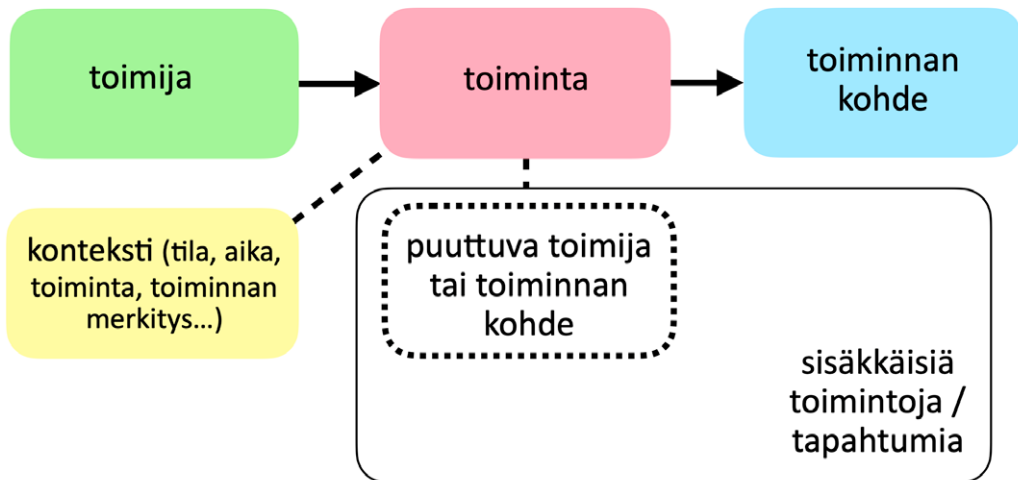 toimija
toiminta
toiminnan
kohde
konteksti (tila, aika,
toiminta, toiminnan
merkitys...)
puuttuva toimija
tai toiminnan
kohde
sisäkkäisiä
toimintoja /
tapahtumia